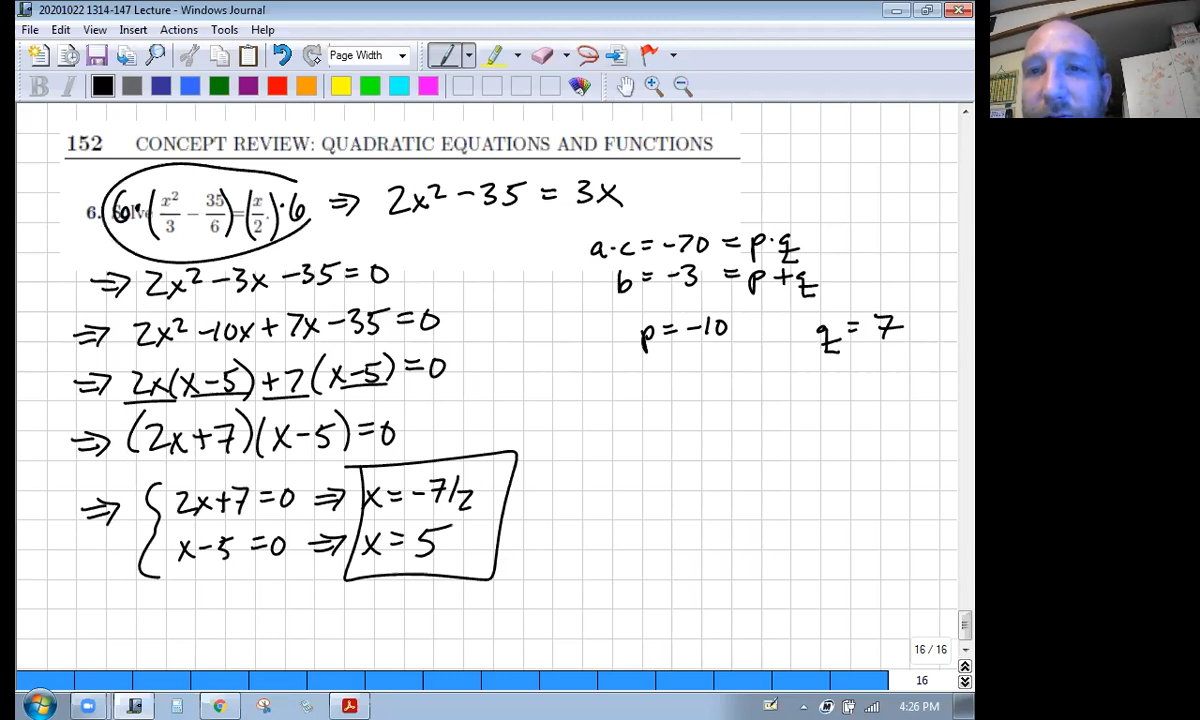 20201022 1314-147 Lecture - Windows Journal
File Edit View Insert Actions Tools Help
Page Width
B I
152 CONCEPT REVIEW: QUADRATIC EQUATIONS AND FUNCTIONS
6. 6·(x²/3 − 35/6)=(x/2)·6 ⇒ 2x² − 35 = 3x
a·c = -70 = p·q
⇒ 2x² − 3x − 35 = 0
b = -3 = p + q
⇒ 2x² − 10x + 7x − 35 = 0
p = -10 q = 7
⇒ 2x(x−5) + 7(x−5) = 0
⇒ (2x+7)(x−5) = 0
⇒ { 2x+7 = 0 ⇒ x = -7/2
x−5 = 0 ⇒ x = 5
16 / 16
16
4:26 PM